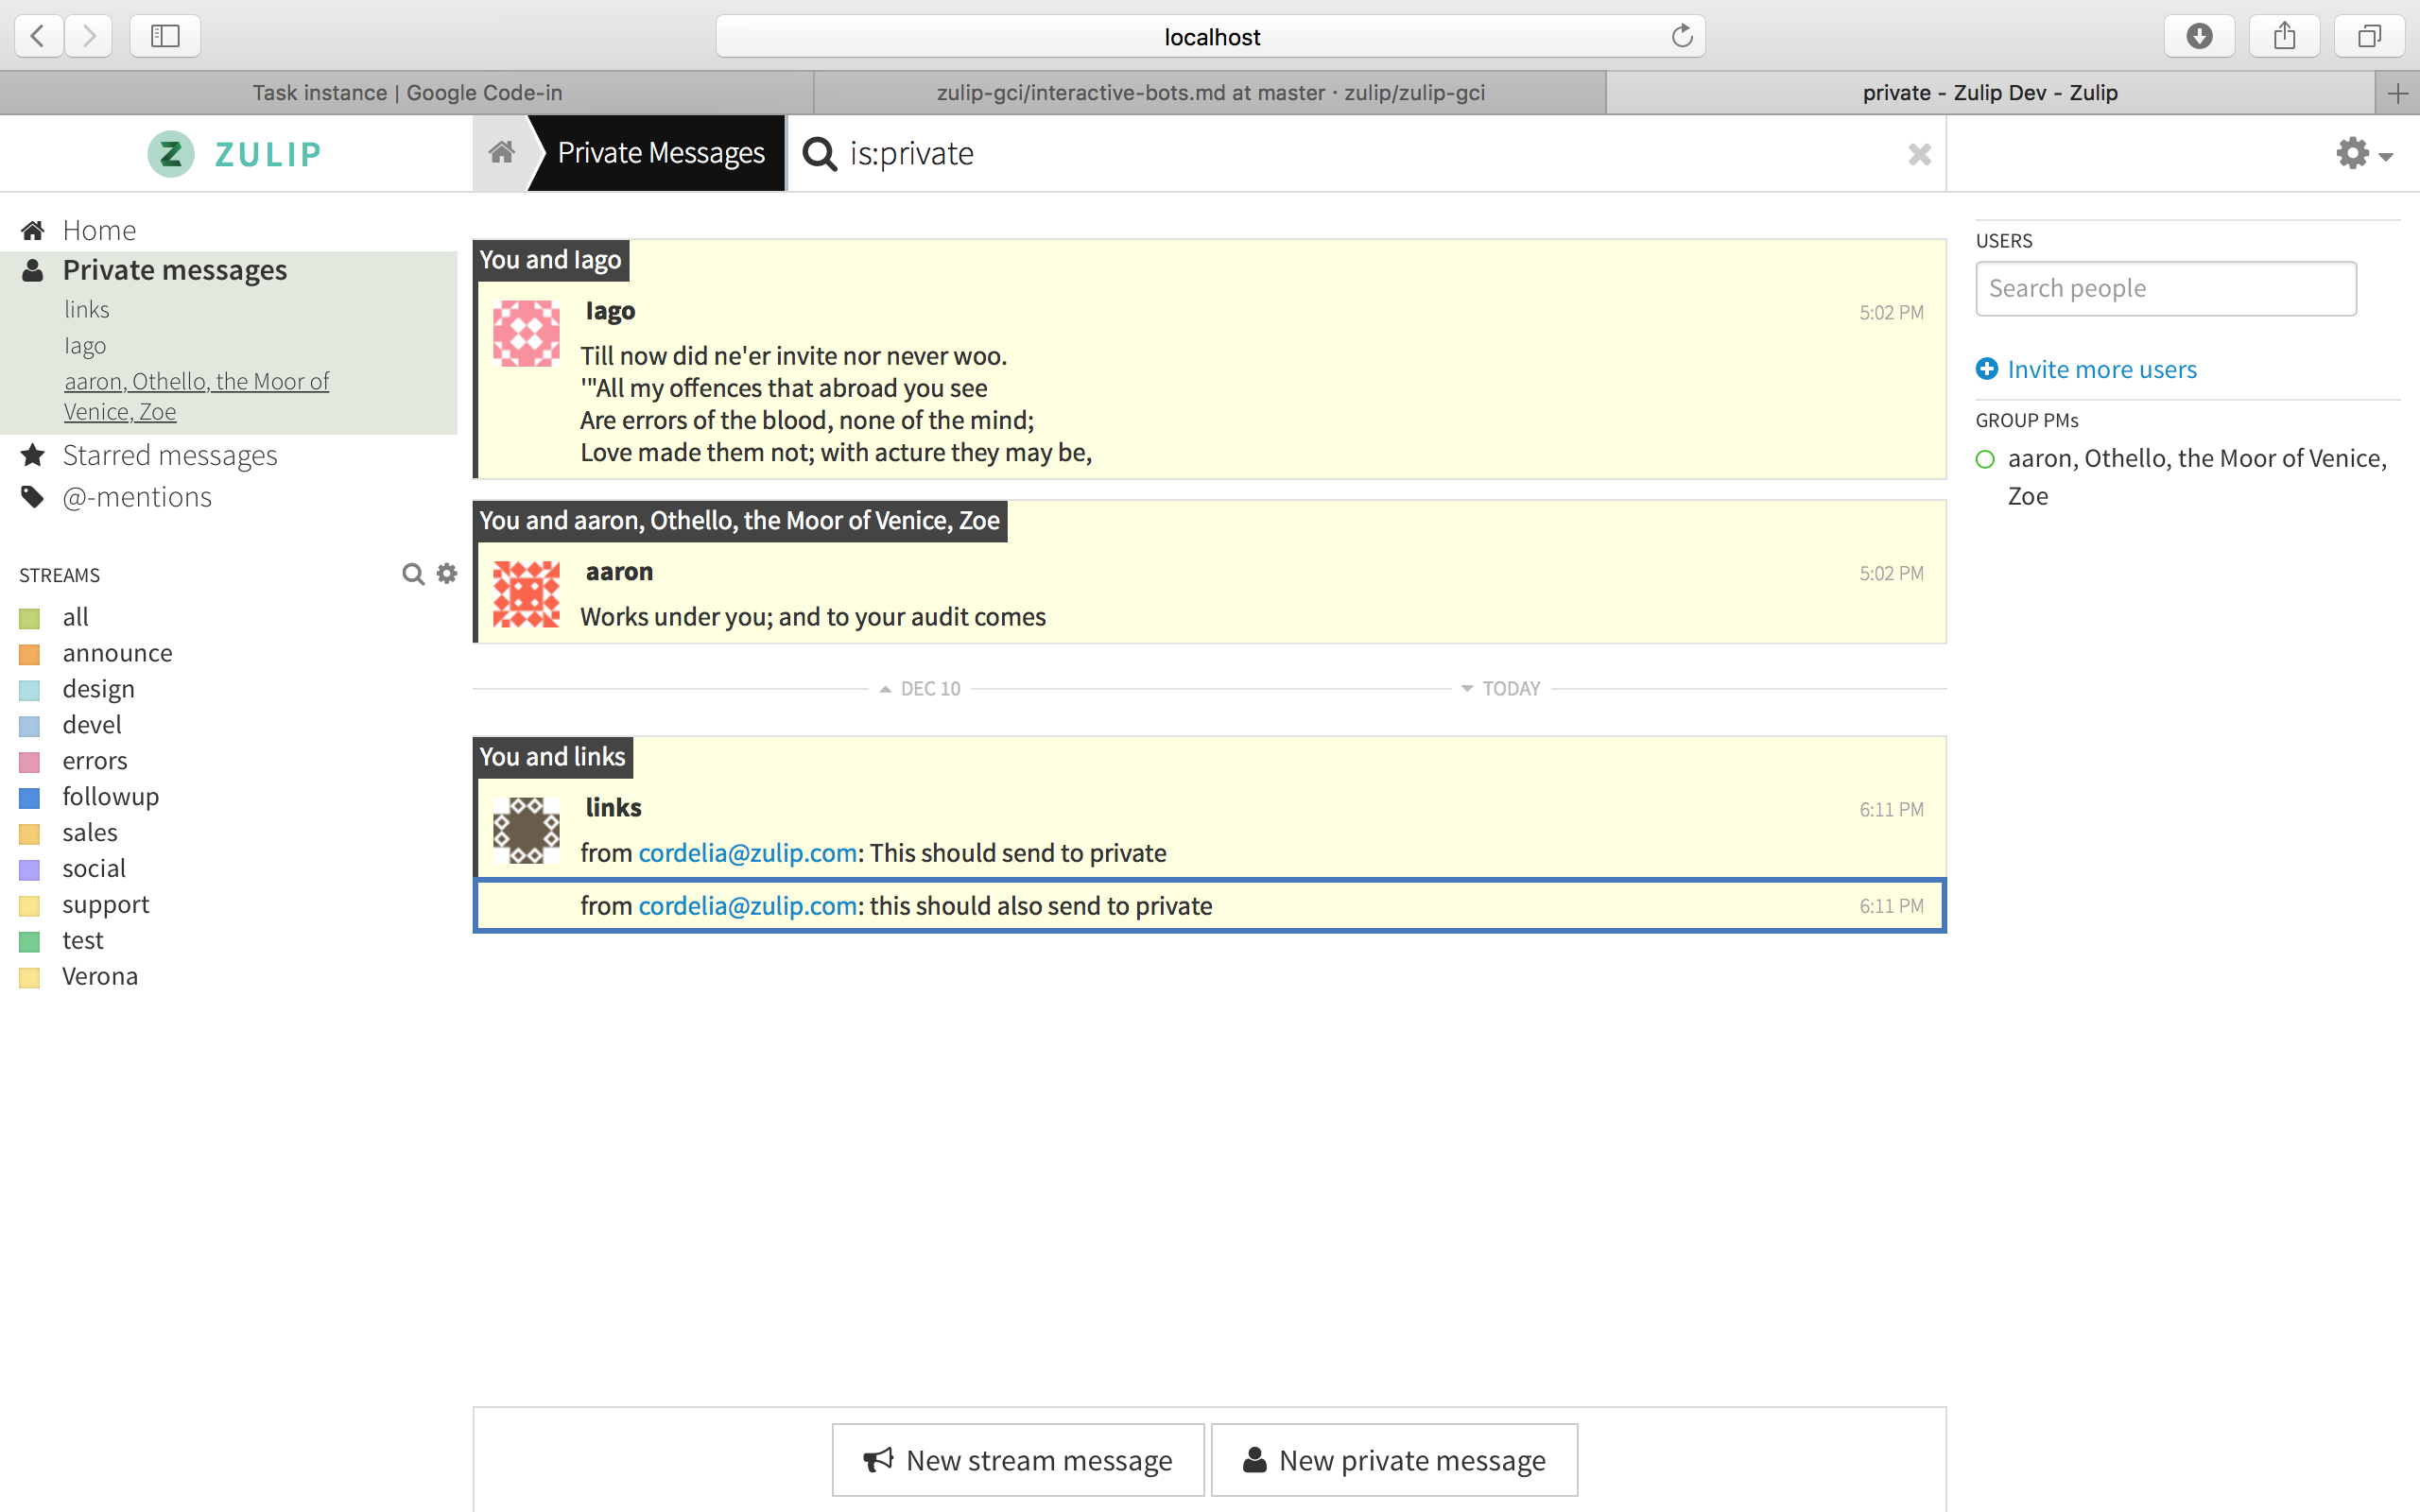 localhost
Task instance | Google Code-in
zulip-gci/interactive-bots.md at master · zulip/zulip-gci
private - Zulip Dev - Zulip
ZULIP
Private Messages
is:private
Home
Private messages
links
Iago
aaron, Othello, the Moor of
Venice, Zoe
Starred messages
@-mentions
STREAMS
all
announce
design
devel
errors
followup
sales
social
support
test
Verona
You and Iago
Iago
5:02 PM
Till now did ne'er invite nor never woo.
'"All my offences that abroad you see
Are errors of the blood, none of the mind;
Love made them not; with acture they may be,
You and aaron, Othello, the Moor of Venice, Zoe
aaron
5:02 PM
Works under you; and to your audit comes
DEC 10
TODAY
You and links
links
6:11 PM
from cordelia@zulip.com: This should send to private
from cordelia@zulip.com: this should also send to private
6:11 PM
New stream message
New private message
USERS
Search people
Invite more users
GROUP PMs
aaron, Othello, the Moor of Venice,
Zoe